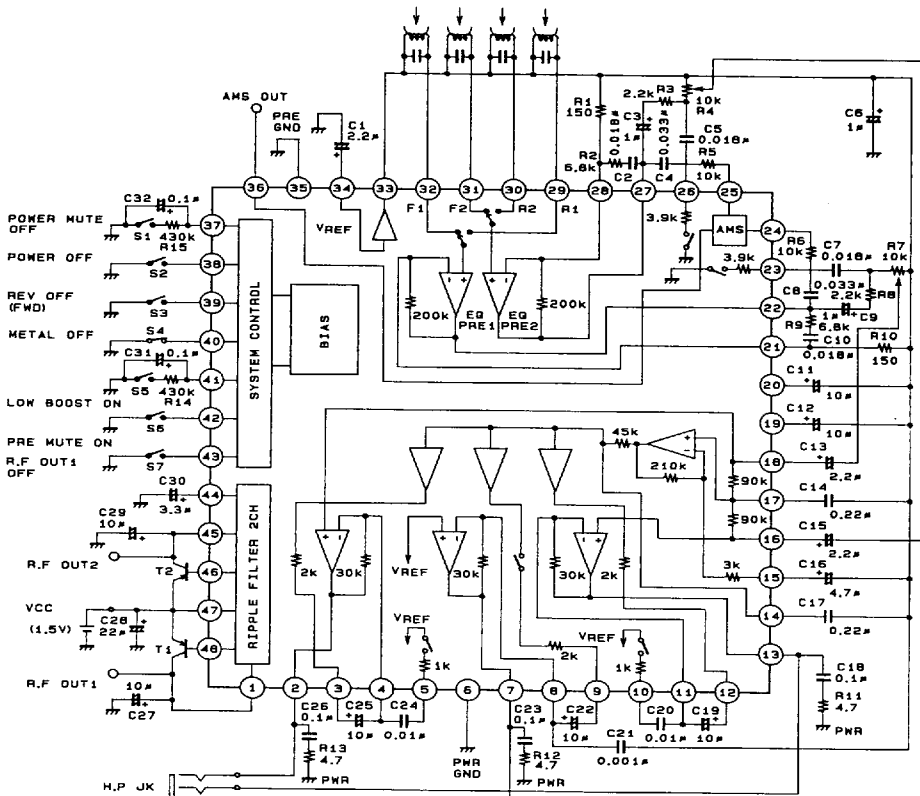 AMS OUT
PRE
GND
C1
2.2µ
R1
150
0.018µ
R2
6.8k
C2
2.2k
R3
C3
1µ
0.033µ
C4
10k
R4
C5
0.018µ
R5
10k
C6
1µ
36
35
34
33
32
31
30
29
28
27
26
25
F1
F2
R2
R1
VREF
3.9k
AMS
24
3.9k
23
22
21
20
19
18
17
16
15
14
13
R6
10k
C7
0.018µ
R7
10k
C8
0.033µ
2.2k
R8
1µ
C9
R9
6.8k
C10
0.018µ
R10
150
C11
10µ
C12
10µ
C13
2.2µ
C14
0.22µ
C15
2.2µ
C16
4.7µ
C17
0.22µ
C18
0.1µ
R11
4.7
PWR
C32
0.1µ
POWER MUTE
OFF
S1
430k
R15
37
POWER OFF
S2
38
REV OFF
(FWD)
S3
39
METAL OFF
S4
40
C31
0.1µ
S5
430k
R14
41
LOW BOOST ON
S6
42
PRE MUTE ON
R.F OUT1
OFF
S7
43
SYSTEM CONTROL
BIAS
200k
EQ
PRE1
EQ
PRE2
200k
C30
3.3µ
44
C29
10µ
45
R.F OUT2
T2
46
VCC
(1.5V)
C28
22µ
47
T1
48
R.F OUT1
10µ
C27
RIPPLE FILTER 2CH
45k
210k
90k
90k
3k
2k
30k
VREF
30k
30k
2k
VREF
1k
2k
VREF
1k
1
2
3
4
5
6
7
8
9
10
11
12
C26
0.1µ
C25
10µ
C24
0.01µ
PWR
GND
C23
0.1µ
C22
10µ
C20
0.01µ
C19
10µ
C21
0.001µ
R13
4.7
PWR
R12
4.7
PWR
H.P JK